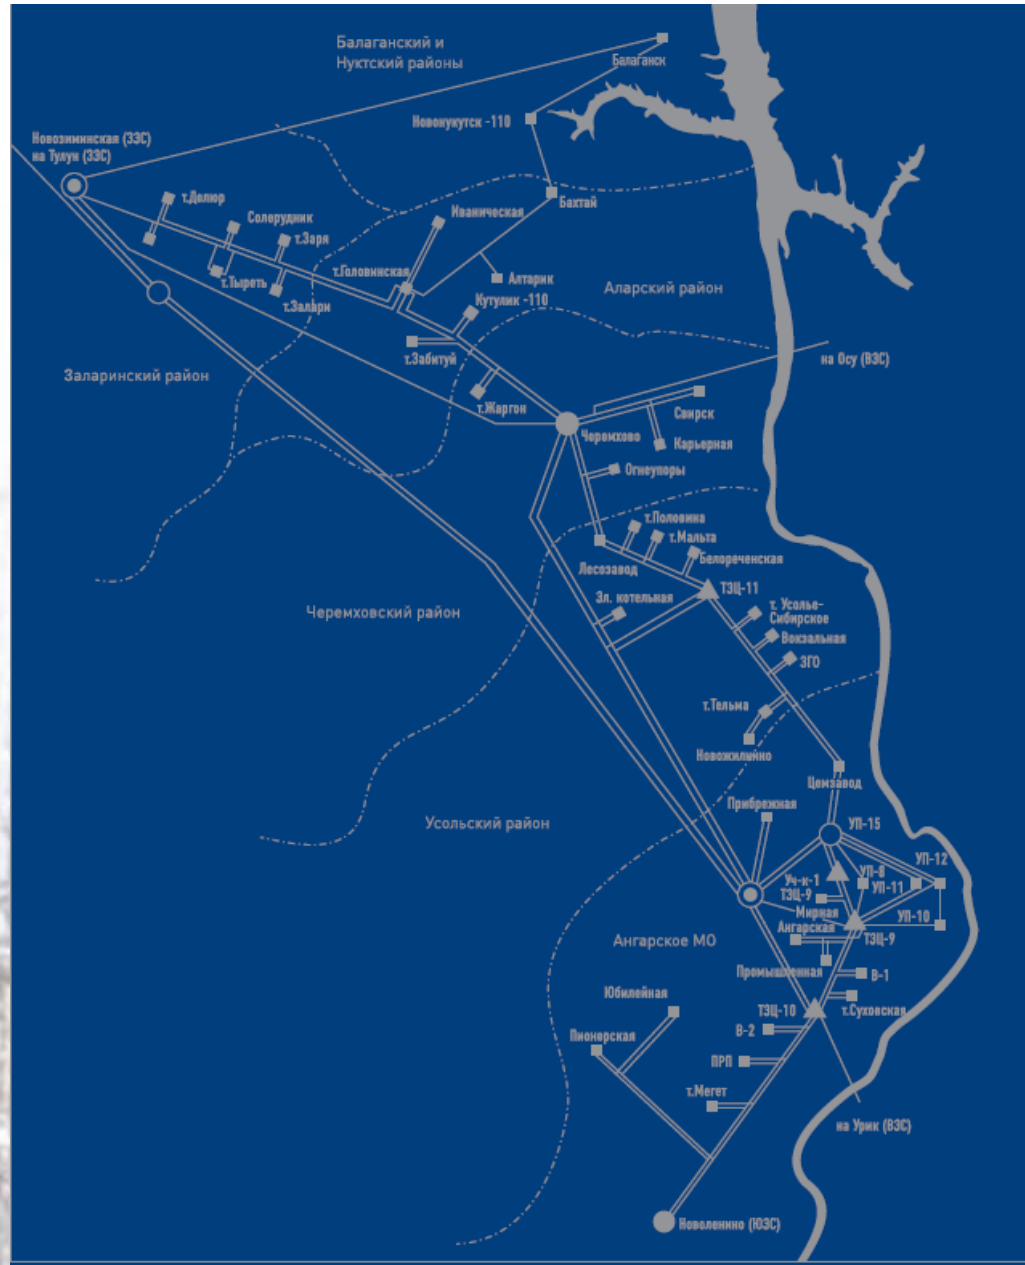 Балаганский и
Нуктский районы
Балаганск
Новонукутск -110
Новозиминская (ЗЭС)
на Тулун (ЗЭС)
т.Делюр
Бахтай
Иваническая
Солерудник
т.Заря
т.Головинская
т.Тыреть
Алтарик
Аларский район
т.Залари
Кутулик -110
т.Забитуй
на Осу (ВЭС)
Заларинский район
т.Жаргон
Свирск
Черемхово
Карьерная
Огнеупоры
т.Половина
т.Мальта
Белореченская
Лесозавод
ТЭЦ-11
Эл. котельная
т. Усолье-
Сибирское
Черемховский район
Вокзальная
ЗГО
т.Тельма
Новожилкино
Цемзавод
Прибрежная
Усольский район
УП-15
УП-12
УП-8
Уч-к-1
УП-11
ТЭЦ-9
Мирная
УП-10
Ангарская
ТЭЦ-9
Ангарское МО
Промышленная
В-1
Юбилейная
ТЭЦ-10
т.Суховская
В-2
Пионерская
ПРП
т.Мегет
на Урик (ВЭС)
Новоленино (ЮЭС)